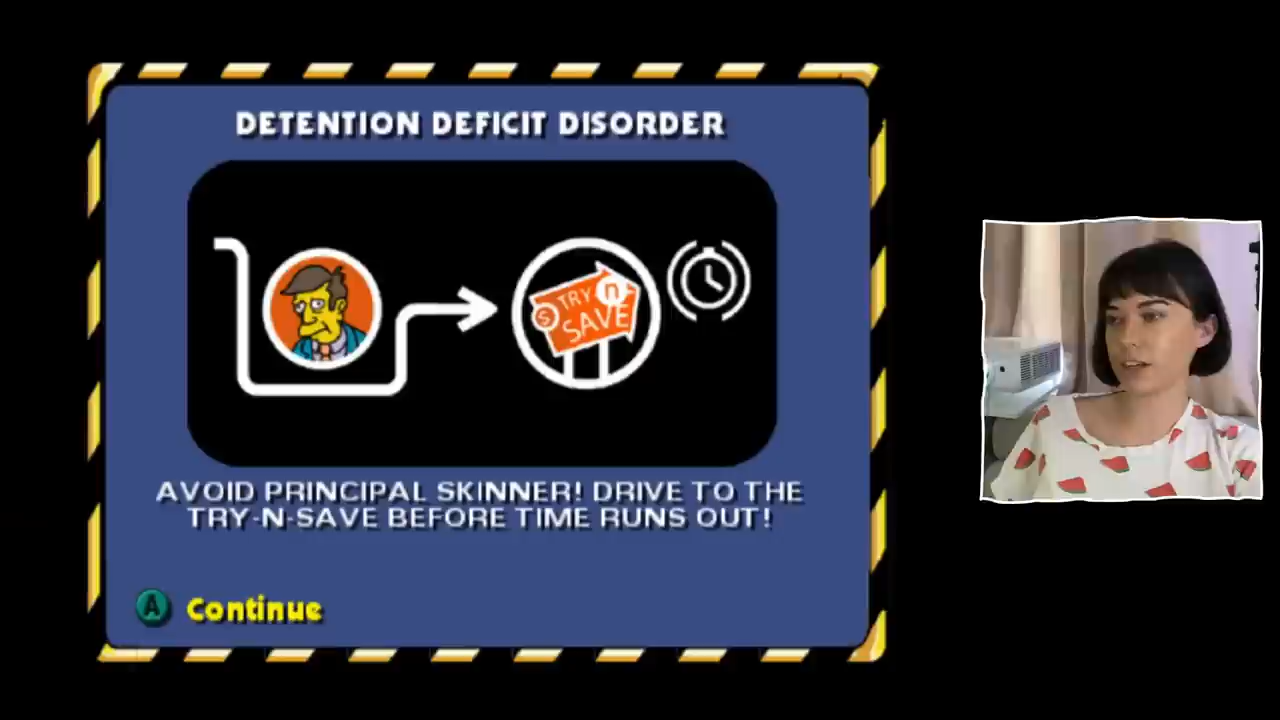 DETENTION DEFICIT DISORDER
TRY n
S SAVE
AVOID PRINCIPAL SKINNER! DRIVE TO THE
TRY-N-SAVE BEFORE TIME RUNS OUT!
A Continue